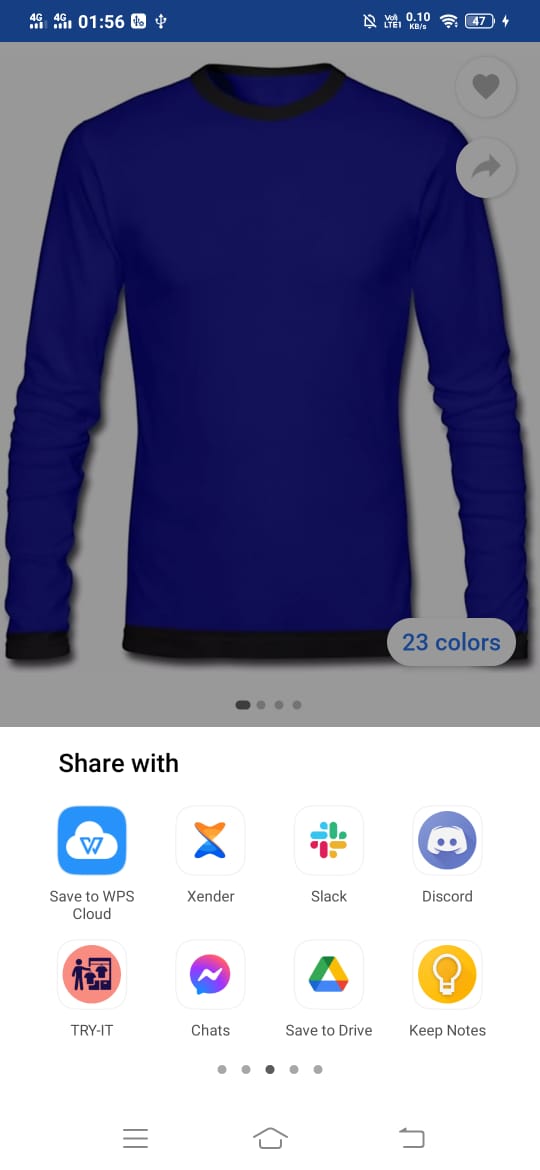 4G 4G 01:56 Vo) LTE1 0.10 KB/s 47
23 colors
Share with
Save to WPS Cloud
Xender
Slack
Discord
TRY-IT
Chats
Save to Drive
Keep Notes